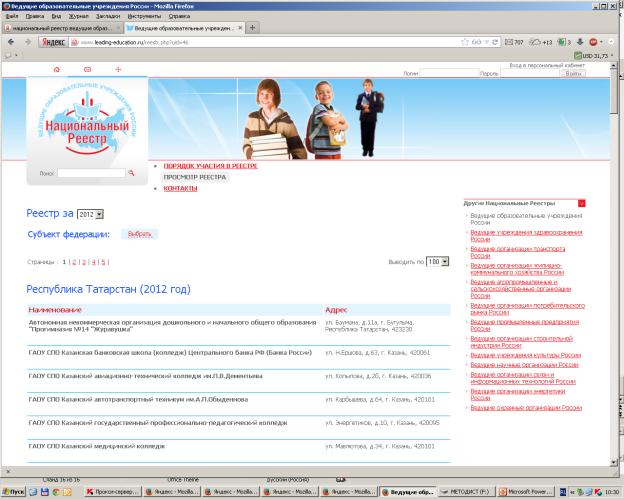 Ведущие образовательные учреждения России - Mozilla Firefox
Файл Правка Вид Журнал Закладки Инструменты Справка
национальный реестр ведущие образ...
Ведущие образовательные учрежден...
Яндекс
www.leading-education.ru/reestr.php?uid=46
707
+13
3
USD 31,73
Вход в персональный кабинет
Логин
Пароль
Войти
ВЕДУЩИЕ ОБРАЗОВАТЕЛЬНЫЕ УЧРЕЖДЕНИЯ РОССИИ
Национальный
Реестр
Поиск:
ПОРЯДОК УЧАСТИЯ В РЕЕСТРЕ
ПРОСМОТР РЕЕСТРА
КОНТАКТЫ
Реестр за 2012
Субъект федерации: Выбрать
Страницы : 1 | 2 | 3 | 4 | 5 |
Выводить по 100
Республика Татарстан (2012 год)
Наименование Адрес
Автономная некоммерческая организация дошкольного и начального общего образования
"Прогимназия №14 "Журавушка"
ул. Баумана, д.11а, г. Бугульма,
Республика Татарстан, 423230
ГАОУ СПО Казанская банковская школа (колледж) Центрального банка РФ (Банка России)
ул. Н.Ершова, д.63, г. Казань, 420061
ГАОУ СПО Казанский авиационно-технический колледж им.П.В.Дементьева
ул. Копылова, д.2б, г. Казань, 420036
ГАОУ СПО Казанский автотранспортный техникум им.А.П.Обыденнова
ул. Карбышева, д.64, г. Казань, 420101
ГАОУ СПО Казанский государственный профессионально-педагогический колледж
ул. Энергетиков, д.10, г. Казань, 420095
ГАОУ СПО Казанский медицинский колледж
ул. Мавлютова, д.34, г. Казань, 420101
Другие Национальные Реестры
Ведущие образовательные учреждения
России
Ведущие учреждения здравоохранения
России
Ведущие организации транспорта
России
Ведущие организации жилищно-
коммунального хозяйства России
Ведущие агропромышленные и
сельскохозяйственные организации
России
Ведущие организации потребительского
рынка России
Ведущие промышленные предприятия
России
Ведущие организации строительной
индустрии России
Ведущие учреждения культуры России
Ведущие научные организации России
Ведущие организации связи и
информационных технологий России
Ведущие организации энергетики
России
Ведущие охранные организации России
Слайд 16 из 16
Office Theme
русский (Россия)
Пуск
Прокси-сервер...
Яндекс - Mozilla...
Яндекс - Mozilla...
Яндекс - Mozilla...
Яндекс - Mozilla...
Ведущие обр...
МЕТОДИСТ (F:)
Microsoft Power...
10:30